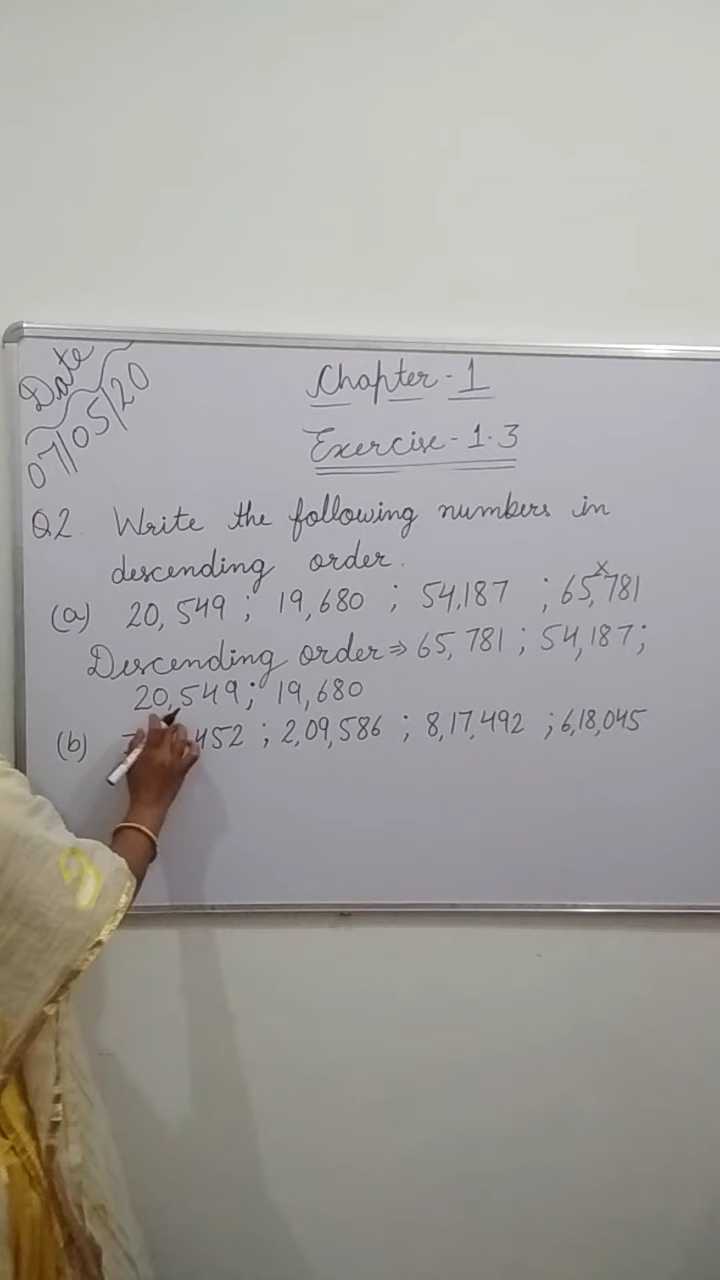 Date
07/05/20
Chapter - 1
Exercise - 1.3
Q2. Write the following numbers in
descending order.
(a) 20,549 ; 19,680 ; 54,187 ; 65,781
Descending order ⇒ 65,781 ; 54,187 ;
20,549 ; 19,680
(b) 452 ; 2,09,586 ; 8,17,492 ; 6,18,045